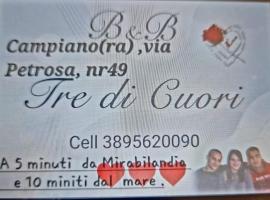 B&B
Campiano(ra) ,via
Petrosa, nr49
Tre di Cuori
Cell 3895620090
A 5 minuti da Mirabilandia
e 10 miniti dal mare.